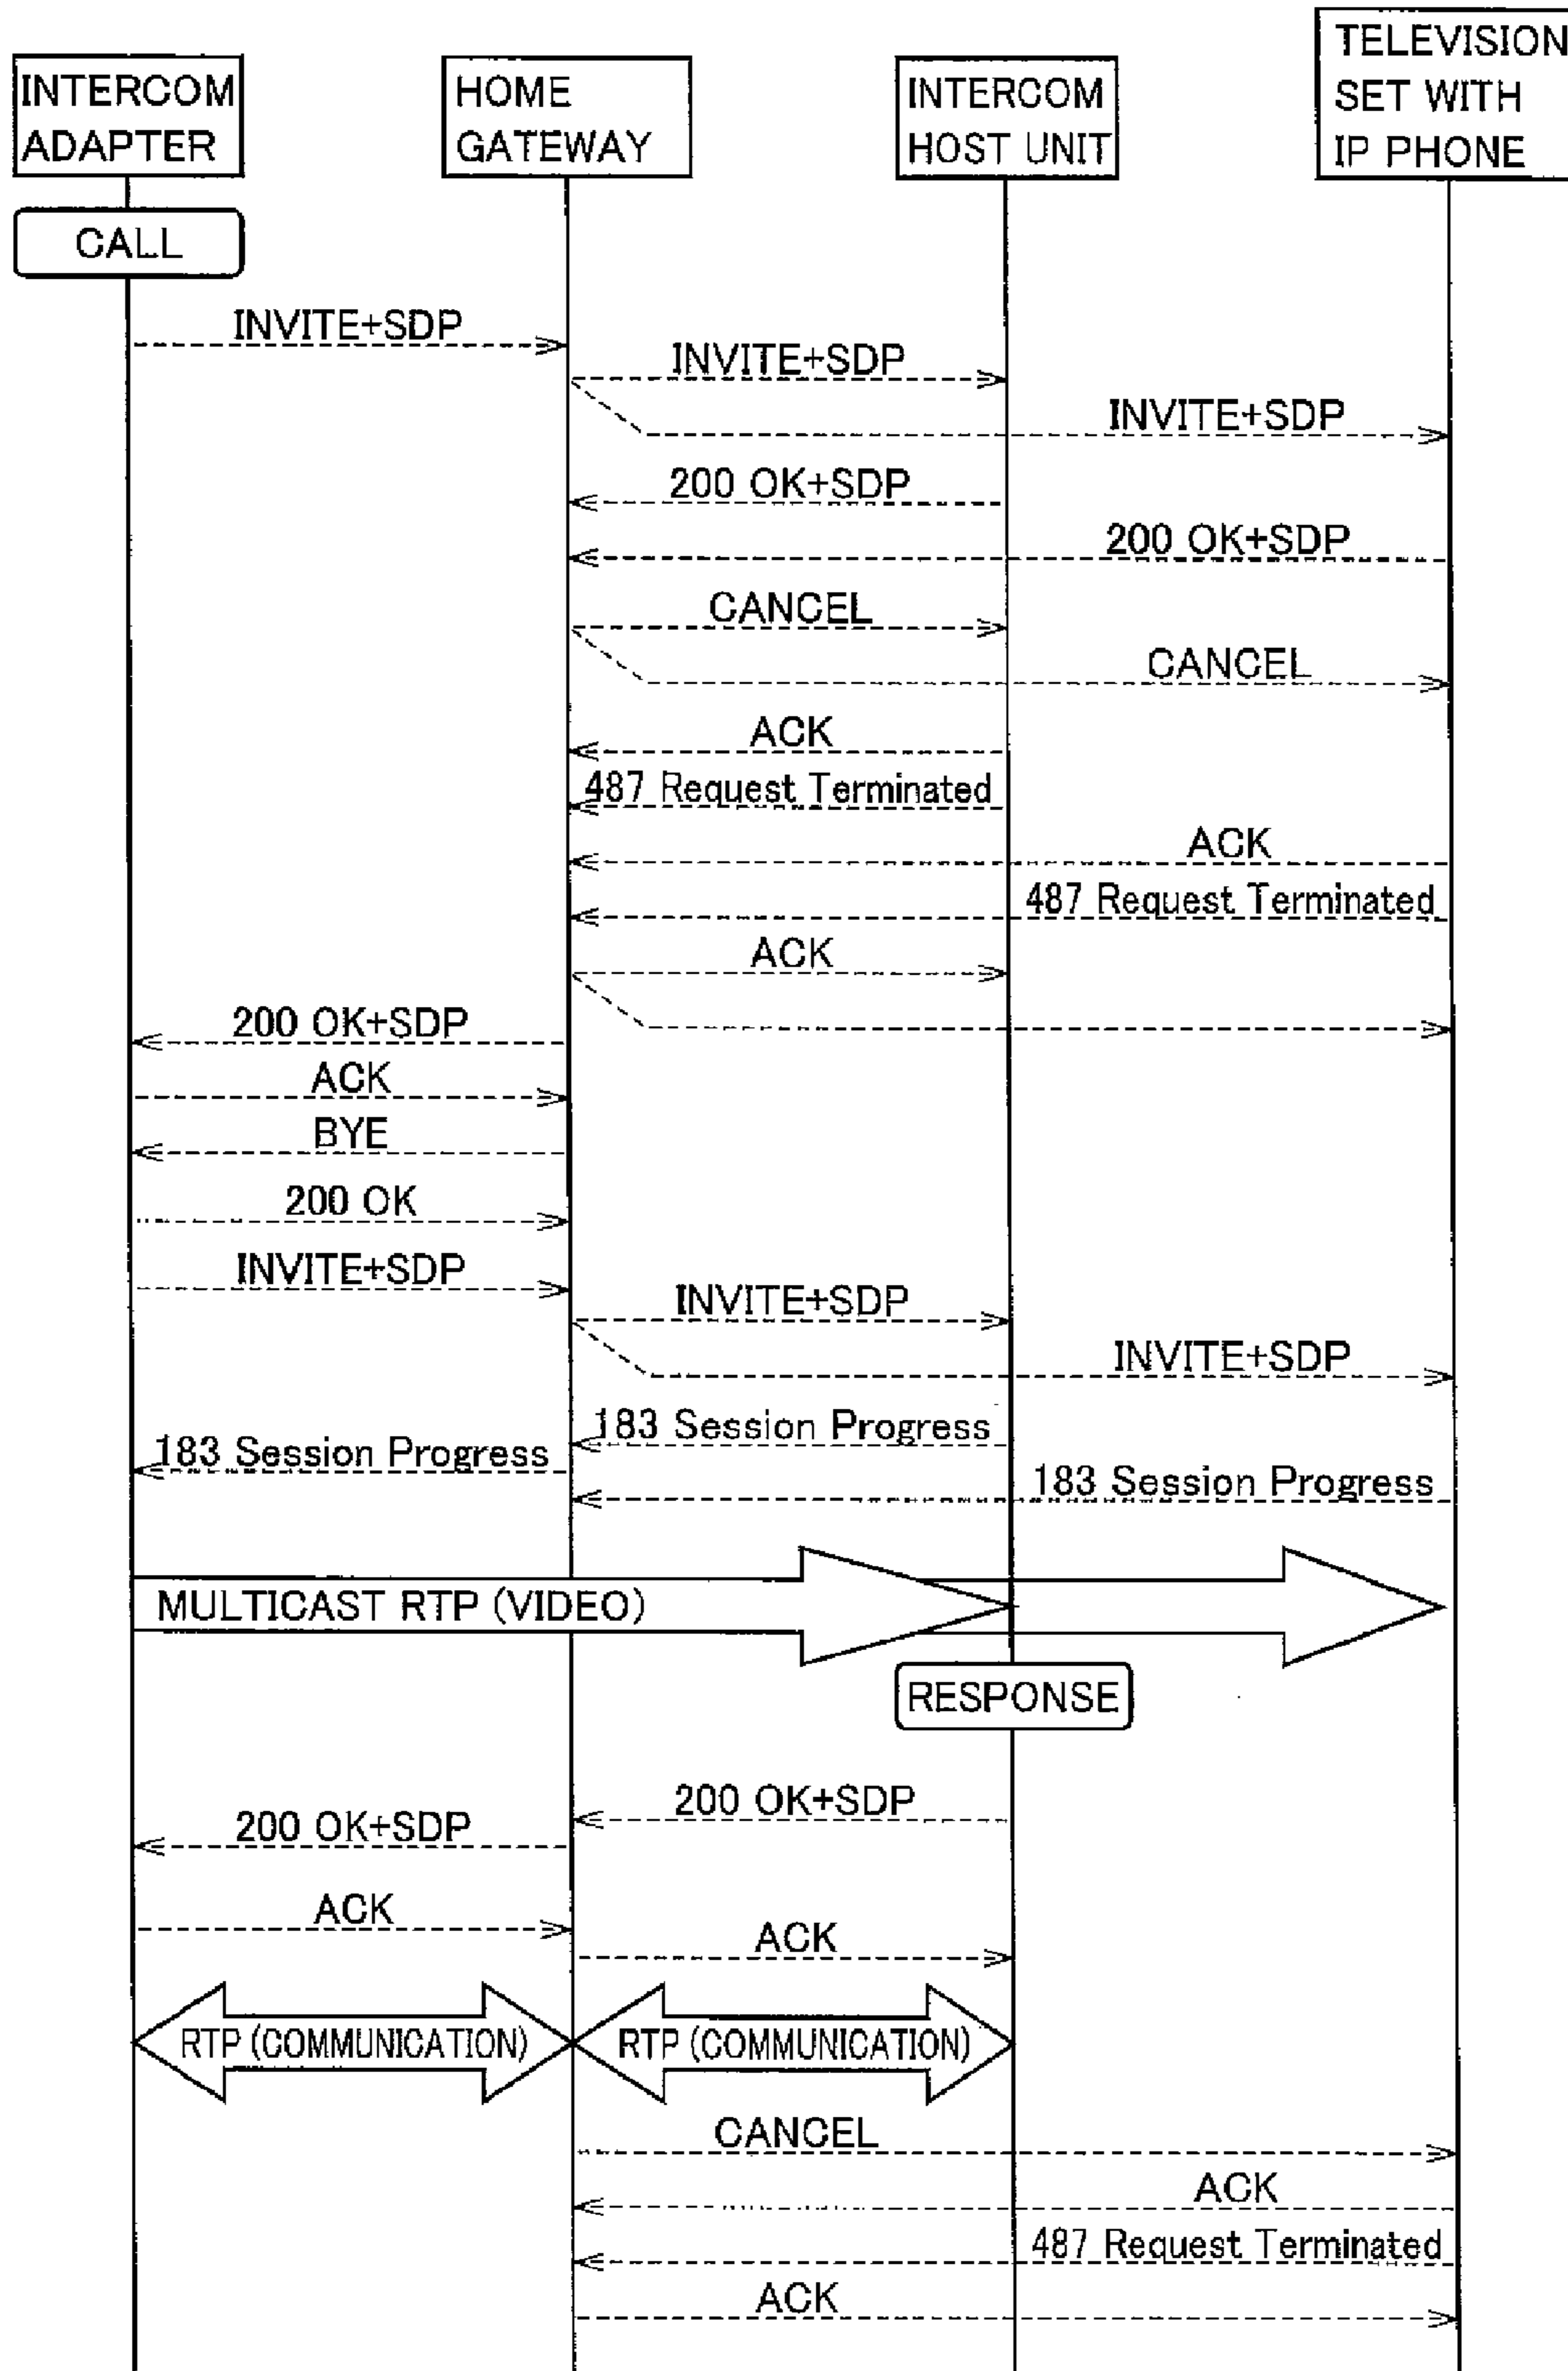 INTERCOM
ADAPTER
HOME
GATEWAY
INTERCOM
HOST UNIT
TELEVISION
SET WITH
IP PHONE
CALL
INVITE+SDP
INVITE+SDP
INVITE+SDP
200 OK+SDP
200 OK+SDP
CANCEL
CANCEL
ACK
487 Request Terminated
ACK
487 Request Terminated
ACK
200 OK+SDP
ACK
BYE
200 OK
INVITE+SDP
INVITE+SDP
INVITE+SDP
183 Session Progress
183 Session Progress
183 Session Progress
MULTICAST RTP (VIDEO)
RESPONSE
200 OK+SDP
200 OK+SDP
ACK
ACK
RTP (COMMUNICATION)
RTP (COMMUNICATION)
CANCEL
ACK
487 Request Terminated
ACK